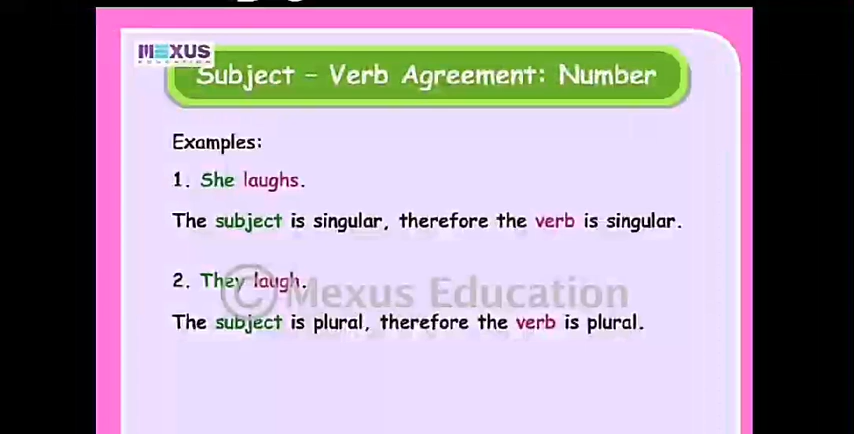 MEXUS
EDUCATION
Subject – Verb Agreement: Number
Examples:
1. She laughs.
The subject is singular, therefore the verb is singular.
2. They laugh.
© Mexus Education
The subject is plural, therefore the verb is plural.